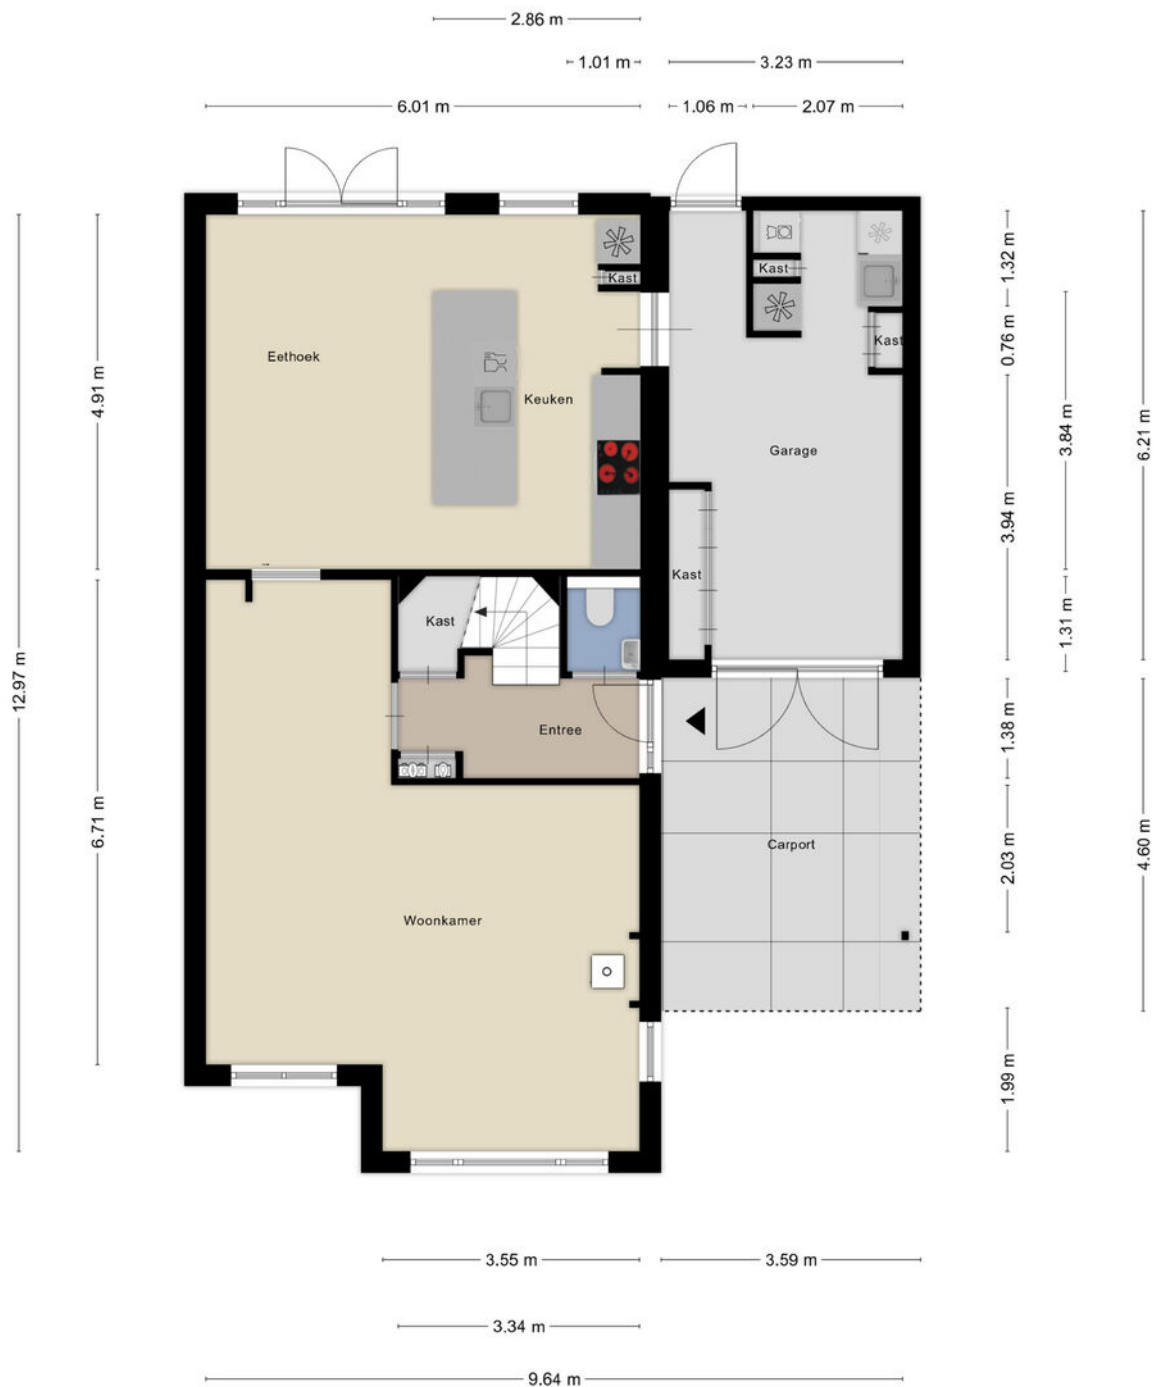 2.86 m
1.01 m
3.23 m
6.01 m
1.06 m
2.07 m
Kast
Kast
Kast
Eethoek
Keuken
Garage
Kast
Kast
Entree
Carport
Woonkamer
4.91 m
12.97 m
6.71 m
1.32 m
0.76 m
3.84 m
6.21 m
3.94 m
1.31 m
1.38 m
2.03 m
4.60 m
1.99 m
3.55 m
3.59 m
3.34 m
9.64 m